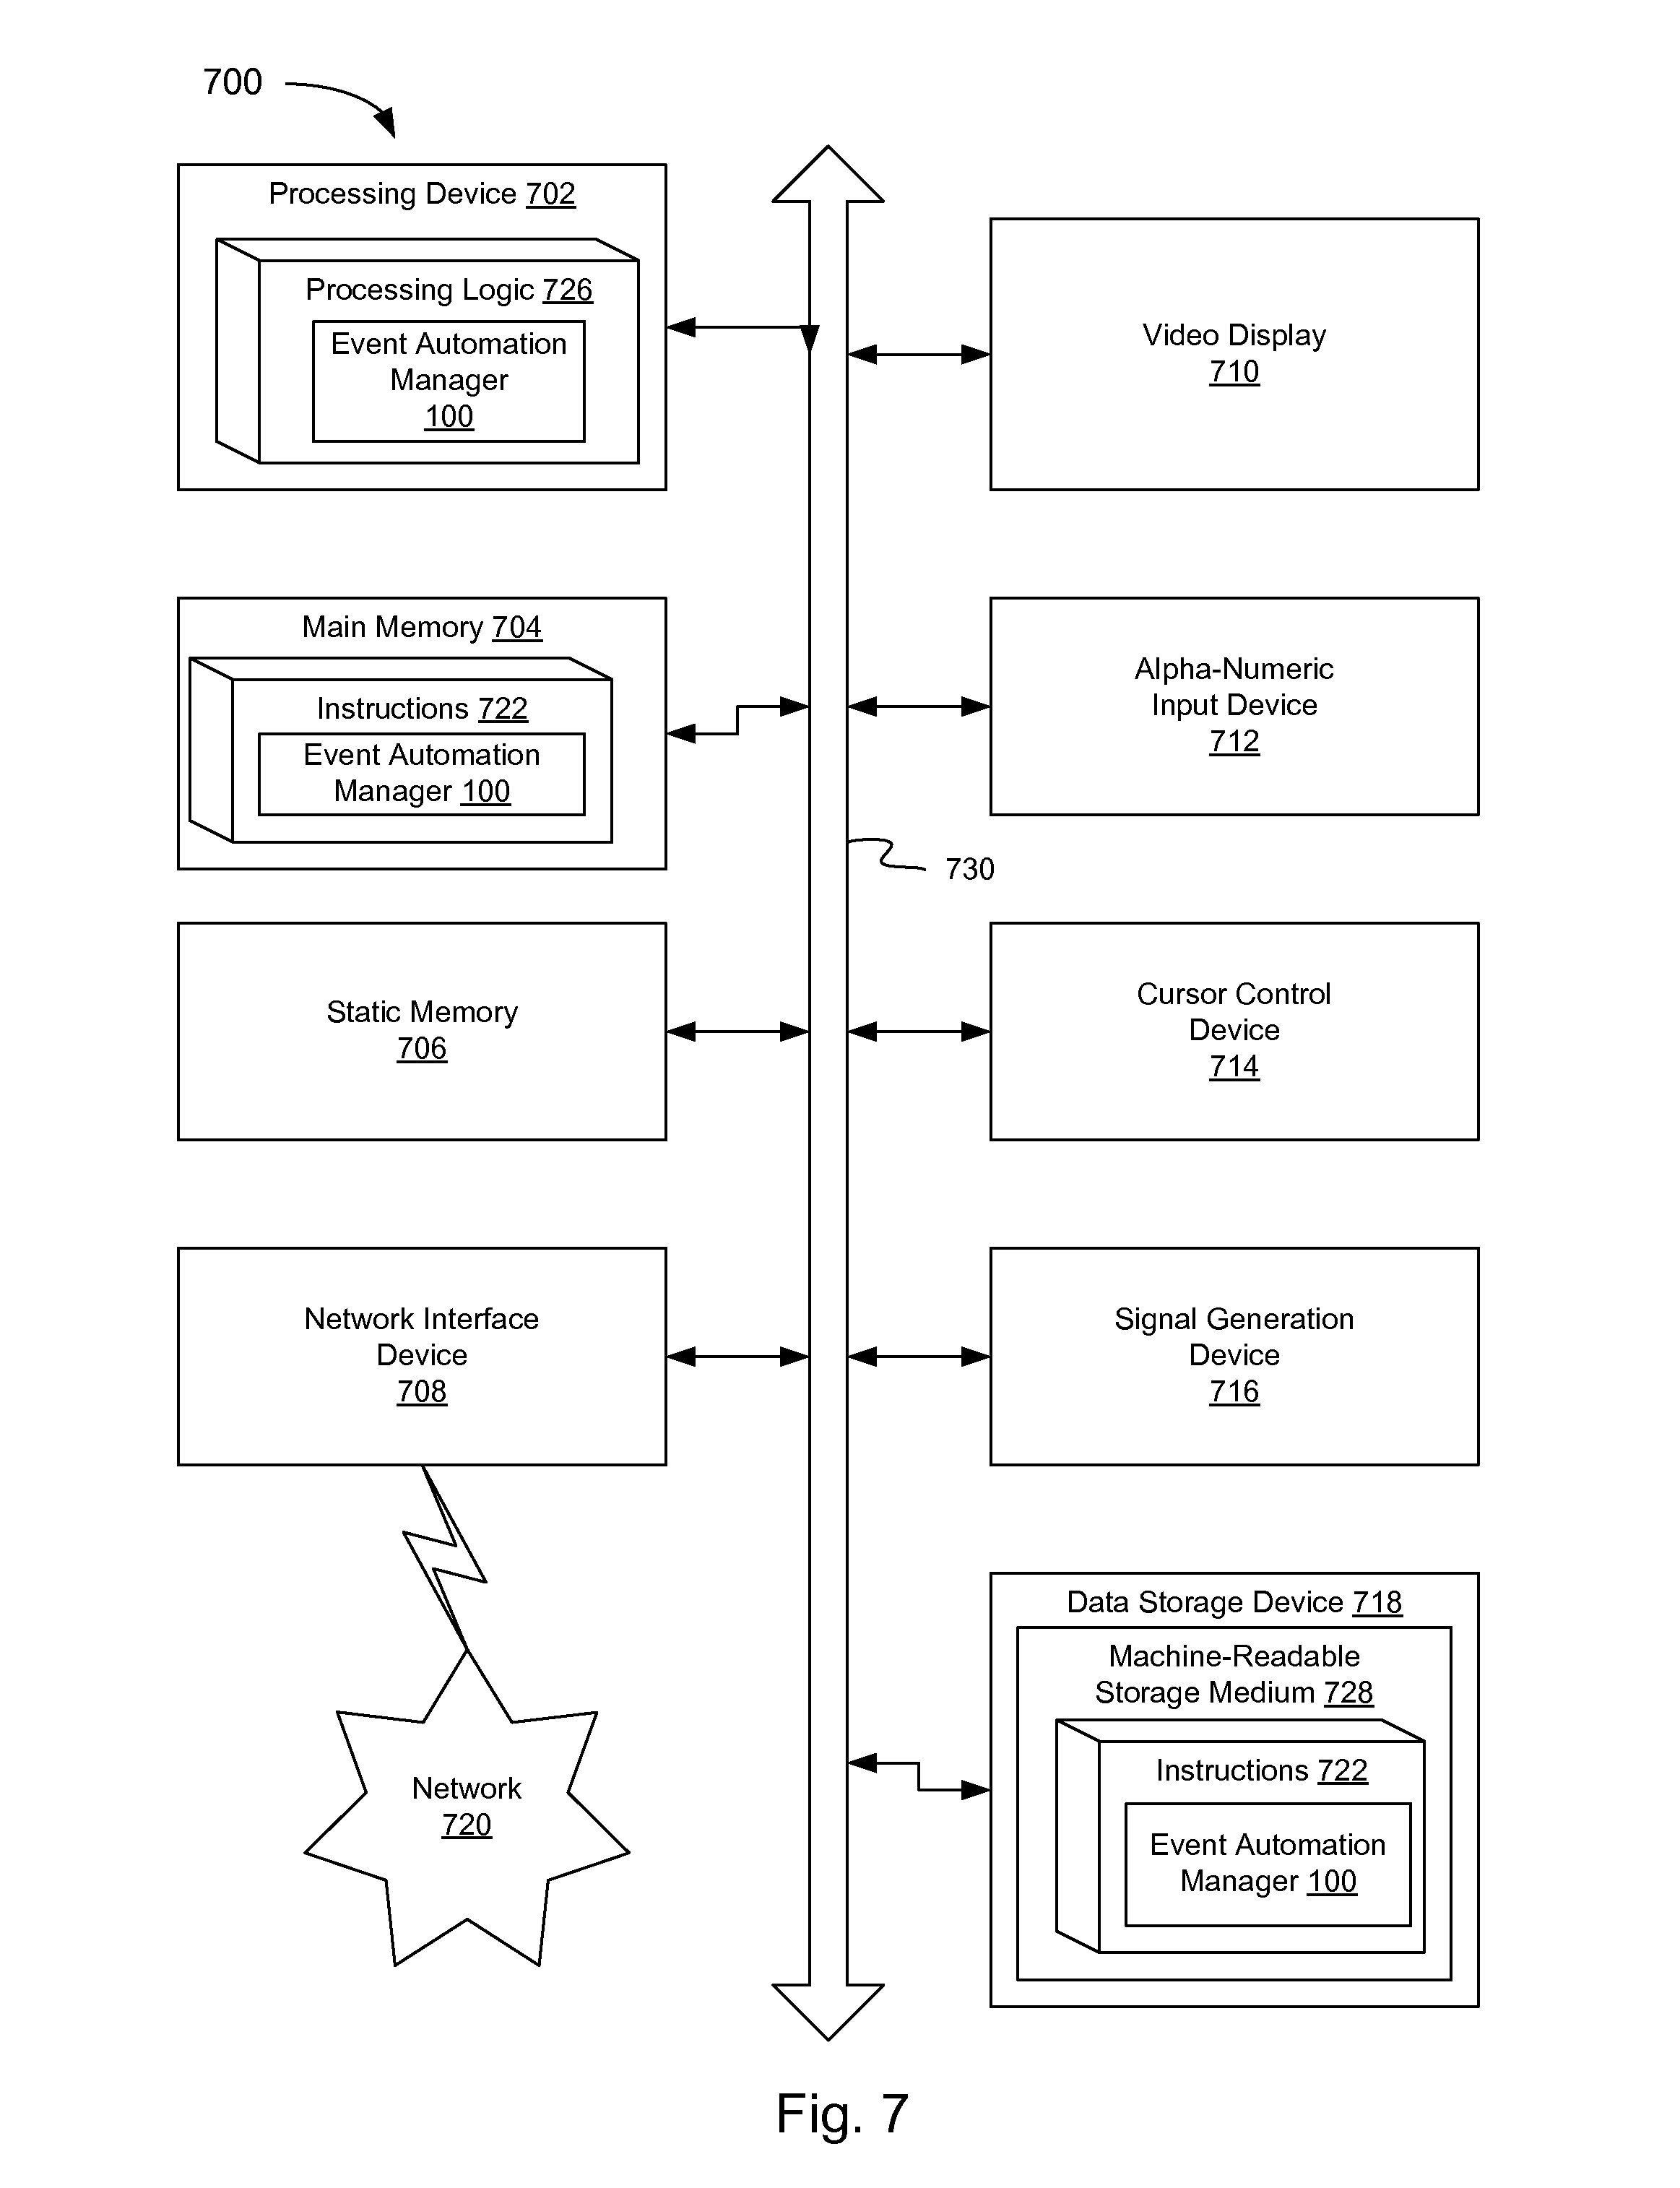 700
Processing Device 702
Processing Logic 726
Event Automation
Manager
100
Video Display
710
Main Memory 704
Instructions 722
Event Automation
Manager 100
Alpha-Numeric
Input Device
712
730
Static Memory
706
Cursor Control
Device
714
Network Interface
Device
708
Signal Generation
Device
716
Data Storage Device 718
Machine-Readable
Storage Medium 728
Instructions 722
Event Automation
Manager 100
Network
720
Fig. 7